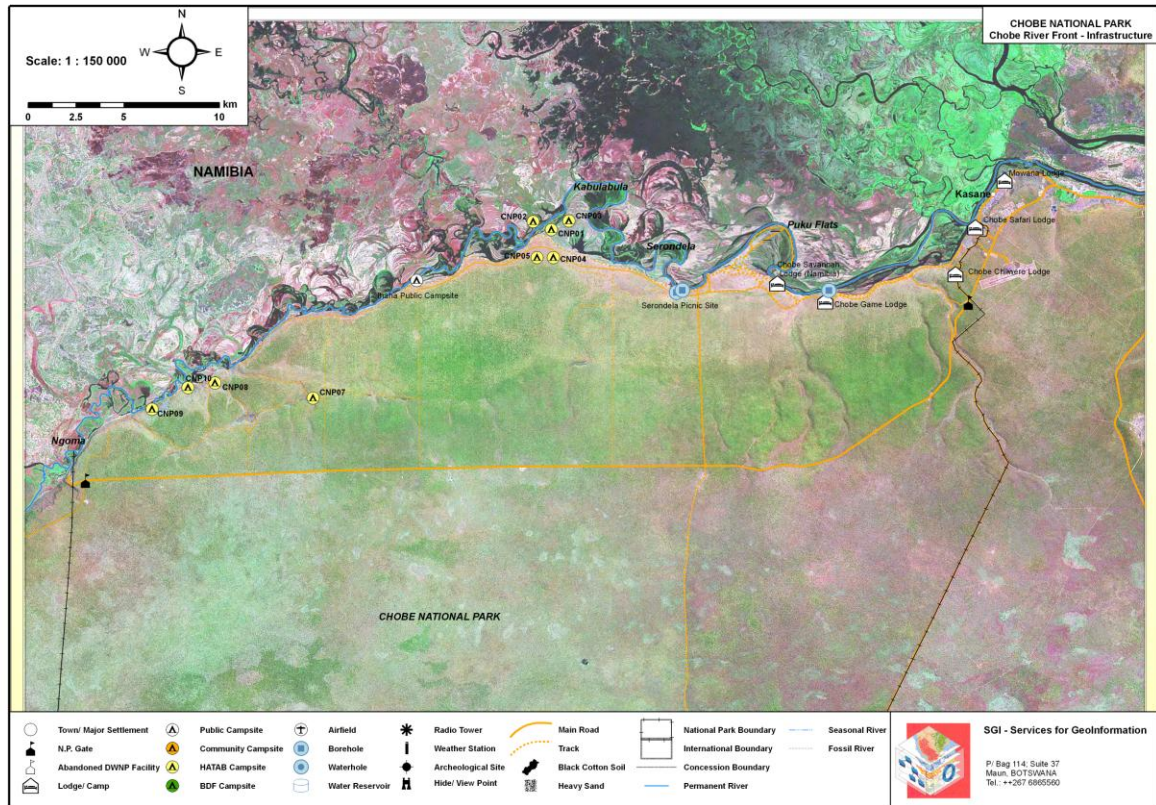 CHOBE NATIONAL PARK
Chobe River Front - Infrastructure
N
W E
S
Scale: 1 : 150 000
0 2.5 5 10 km
NAMIBIA
Kabulabula
Kasane
Mowana Lodge
CNP02
CNP03
CNP01
Puku Flats
Chobe Safari Lodge
Serondela
CNP05
CNP04
Chobe Savannah
Lodge (Namibia)
Chobe Chilwero Lodge
Ihaha Public Campsite
Serondela Picnic Site
Chobe Game Lodge
CNP10
CNP08
CNP07
CNP09
Ngoma
CHOBE NATIONAL PARK
Town/ Major Settlement
N.P. Gate
Abandoned DWNP Facility
Lodge/ Camp
Public Campsite
Community Campsite
HATAB Campsite
BDF Campsite
Airfield
Borehole
Waterhole
Water Reservoir
Radio Tower
Weather Station
Archeological Site
Hide/ View Point
Main Road
Track
Black Cotton Soil
Heavy Sand
National Park Boundary
International Boundary
Concession Boundary
Permanent River
Seasonal River
Fossil River
SGI - Services for GeoInformation
P/ Bag 114; Suite 37
Maun, BOTSWANA
Tel.: ++267 6865560